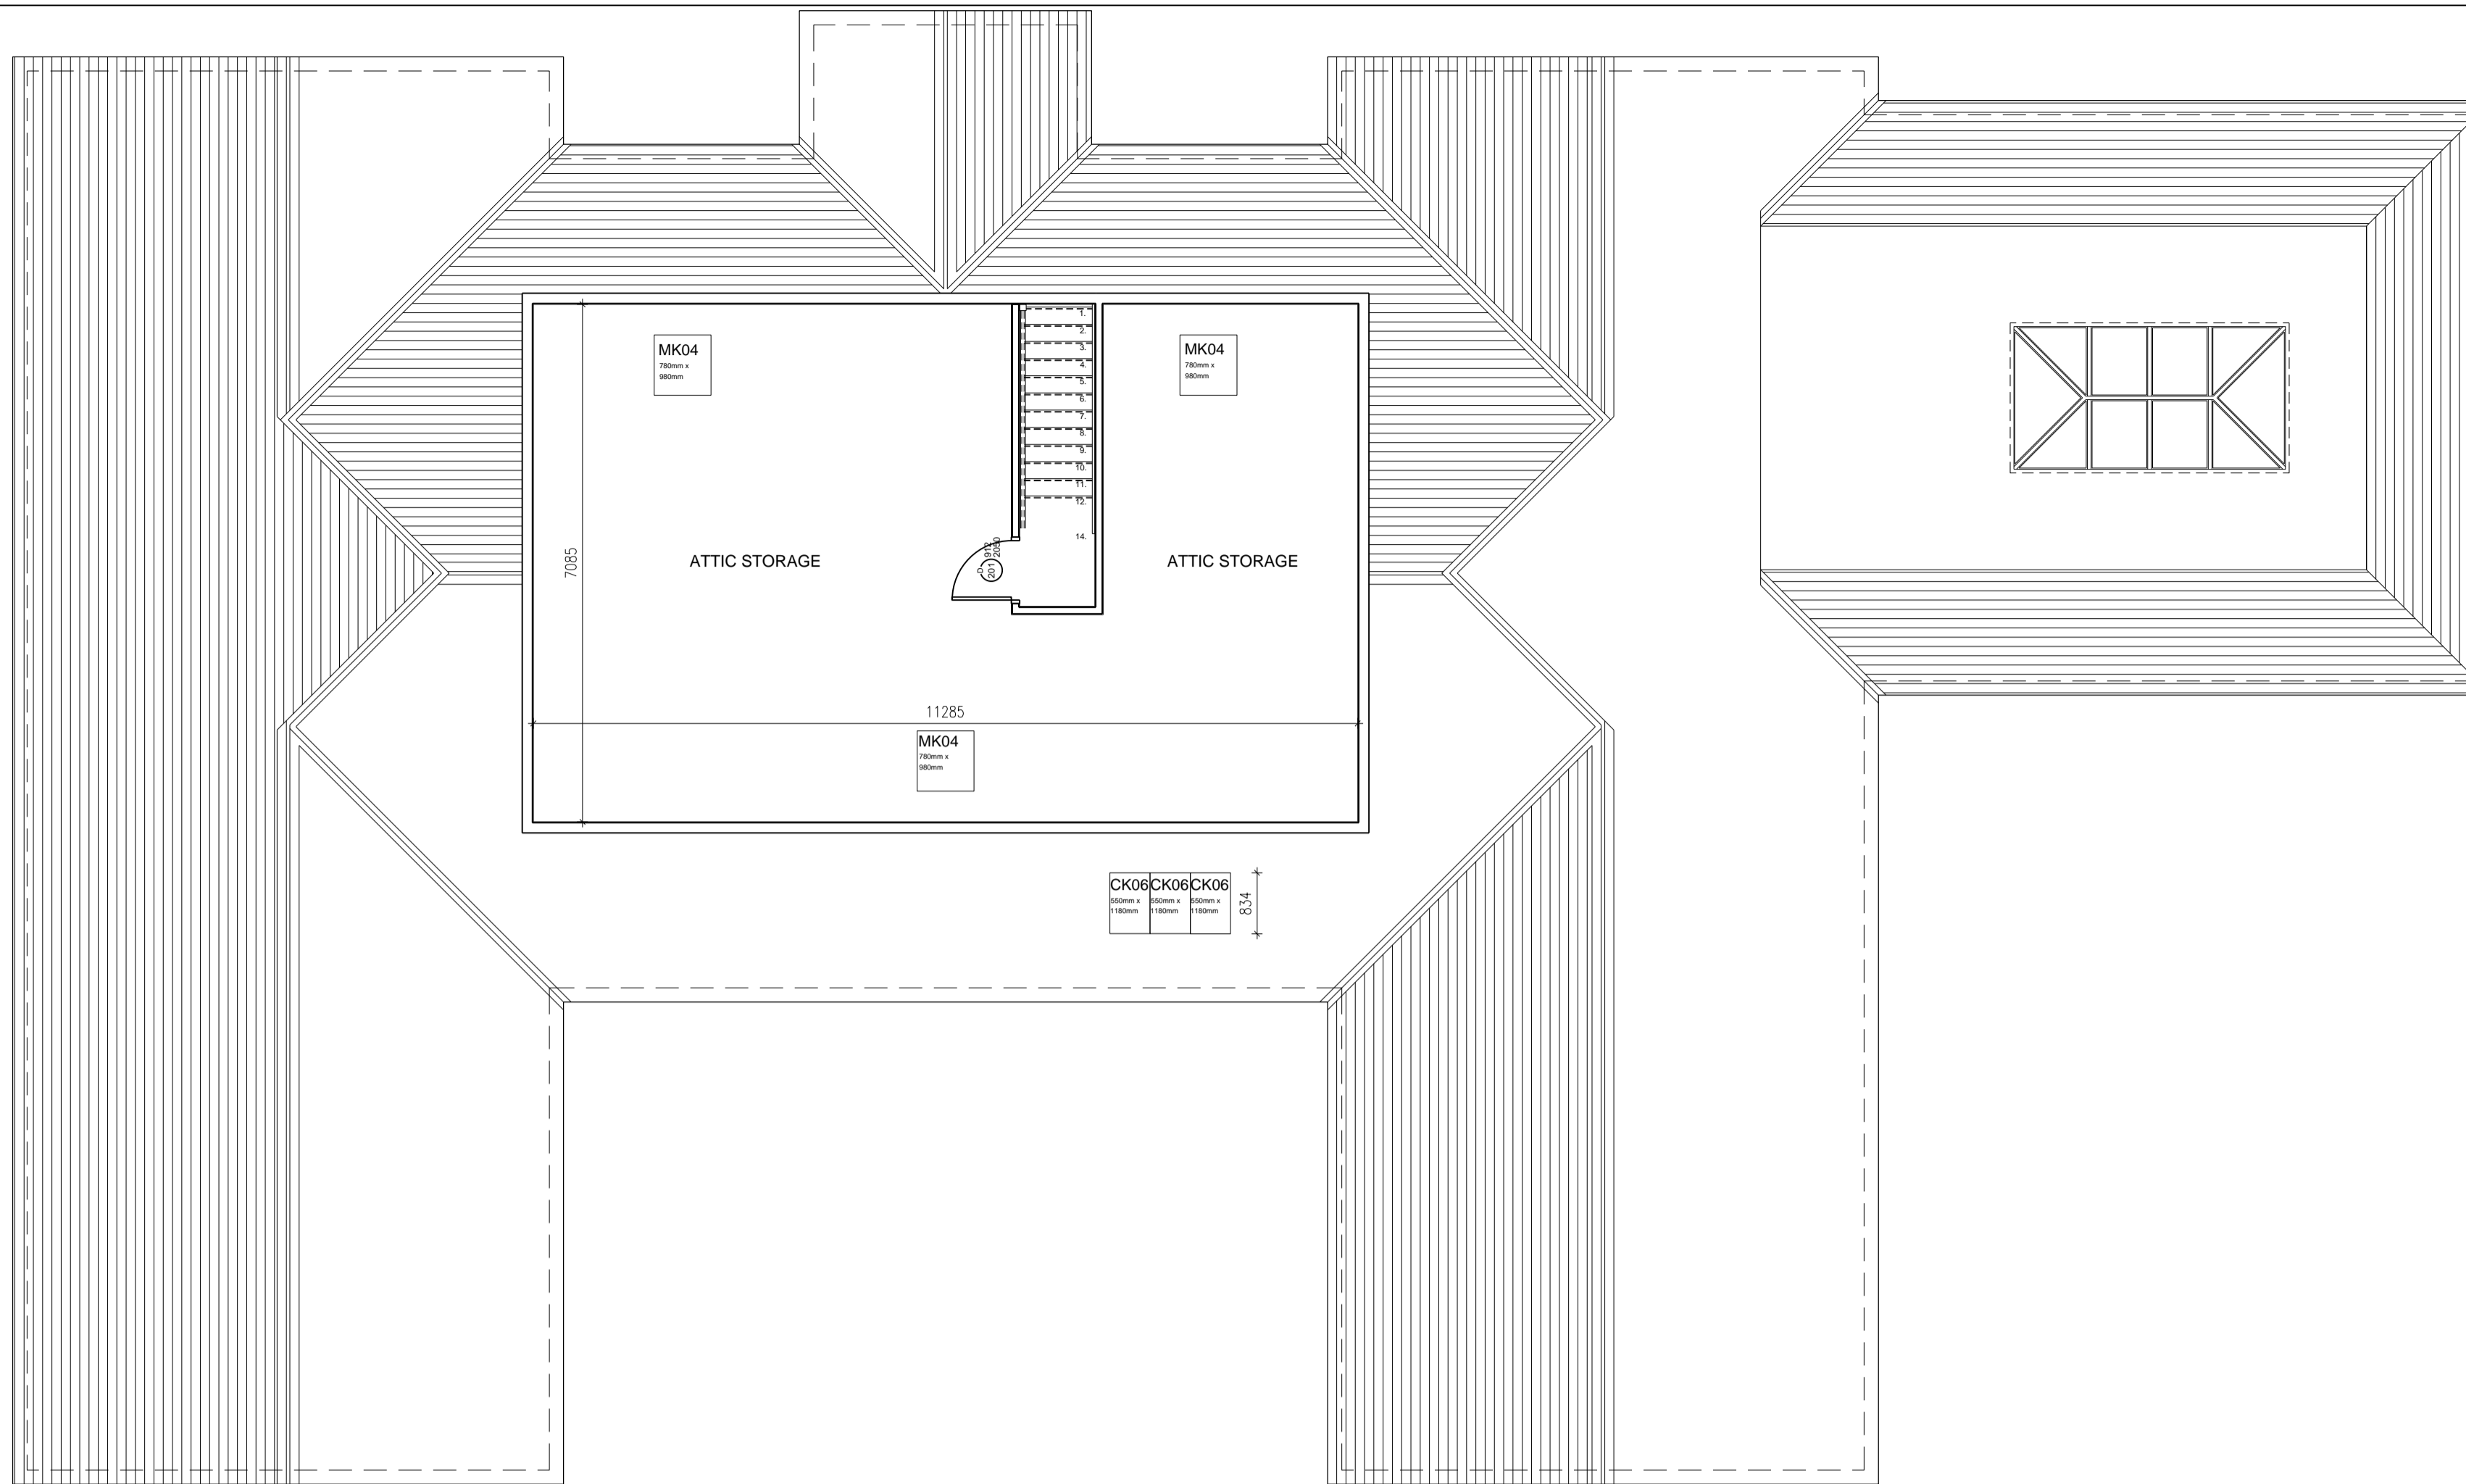 MK04
780mm x
980mm
MK04
780mm x
980mm
1.
2.
3.
4.
5.
6.
7.
8.
9.
10.
11.
12.
14.
912
2050
D
201
7085
ATTIC STORAGE
ATTIC STORAGE
11285
MK04
780mm x
980mm
CK06 CK06 CK06
550mm x 550mm x 550mm x
1180mm 1180mm 1180mm
834